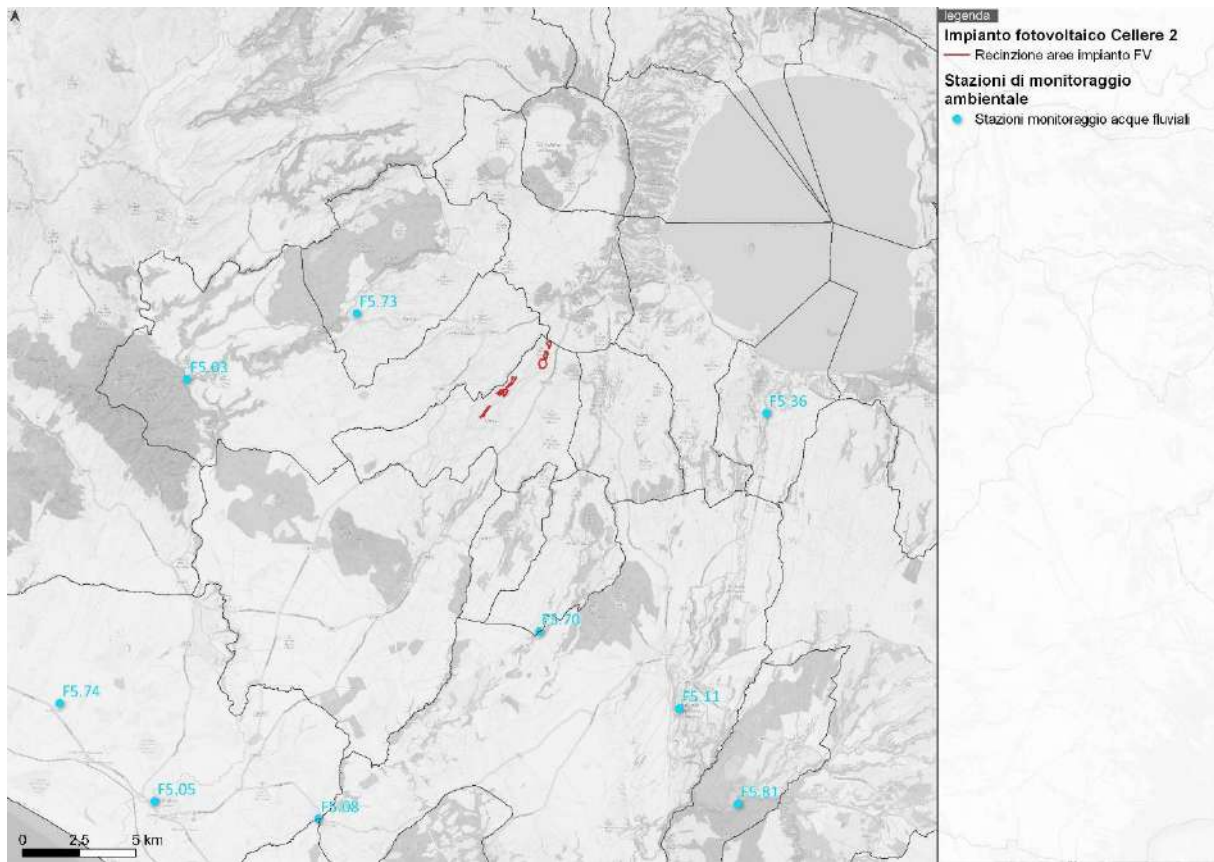 legenda
Impianto fotovoltaico Cellere 2
Recinzione aree impianto FV
Stazioni di monitoraggio
ambientale
Stazioni monitoraggio acque fluviali
F5.73
F5.03
F5.36
F5.70
F5.74
F5.11
F5.05
F5.08
F5.81
0 2,5 5 km